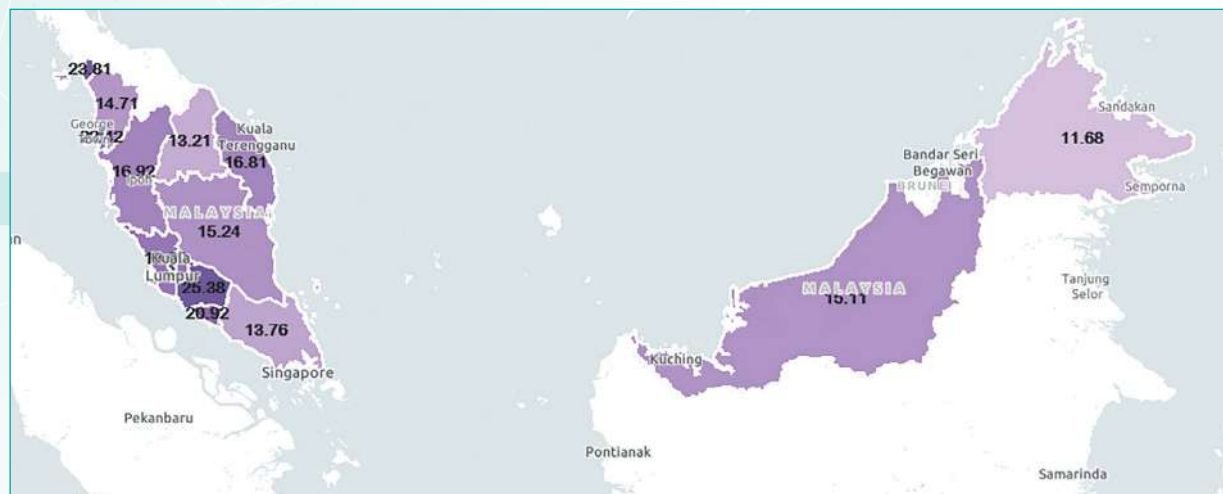 23.81
14.71
George
Town
16.92
Ipoh
13.21
Kuala
Terengganu
16.81
MALAYSIA
15.24
Kuala
Lumpur
25.38
20.92
13.76
Singapore
Pekanbaru
an
Sandakan
11.68
Bandar Seri
Begawan
BRUNEI
Semporna
MALAYSIA
15.11
Tanjung
Selor
Kuching
Pontianak
Samarinda